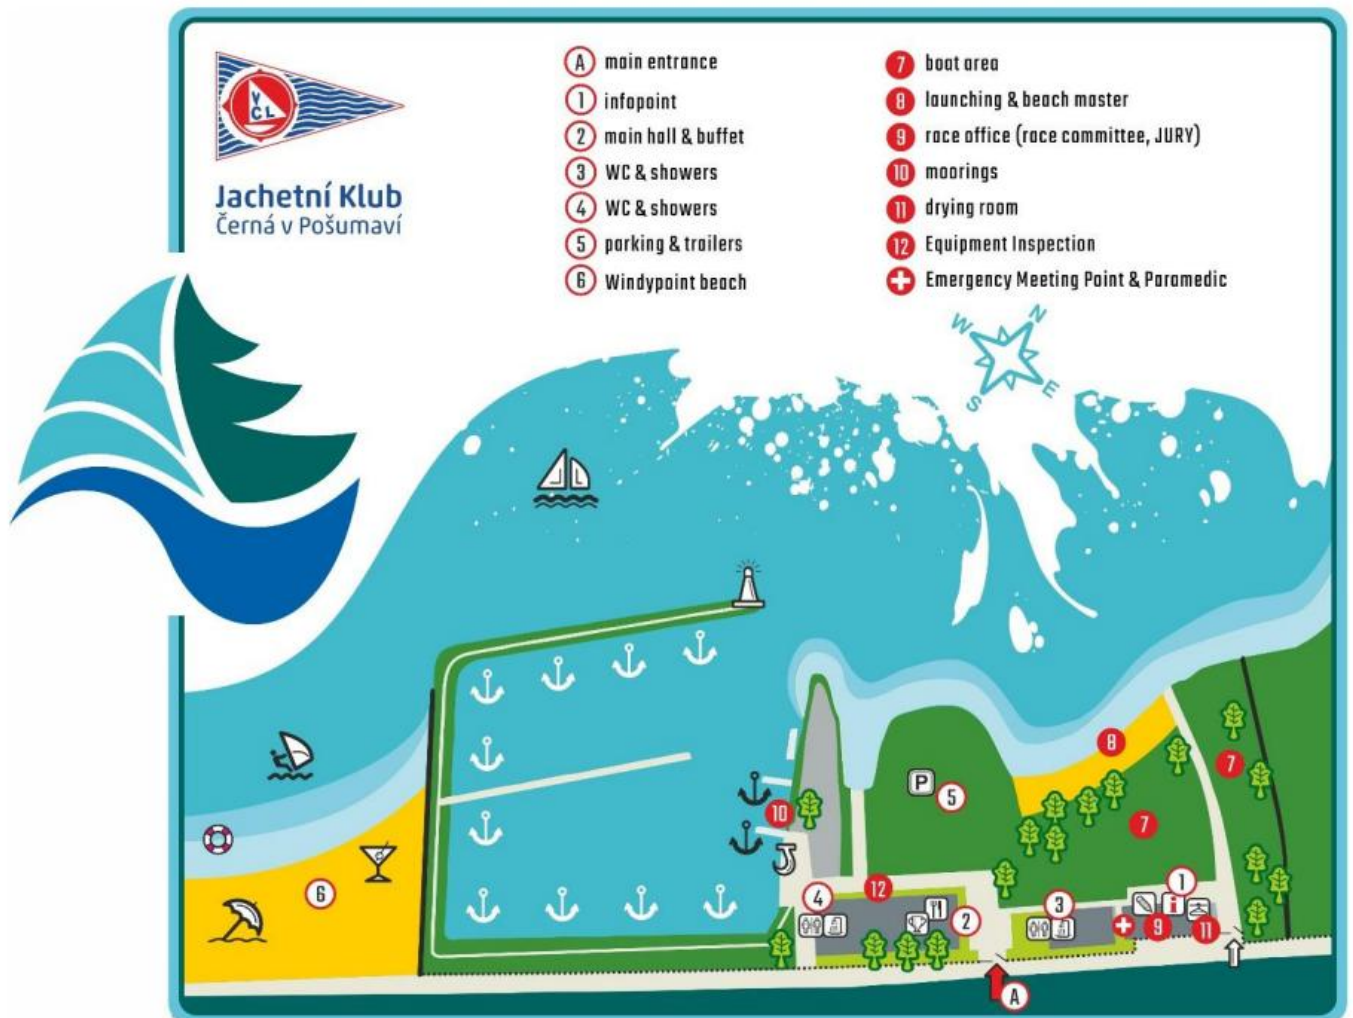 Y
CL
Jachetní Klub
Černá v Pošumaví
A main entrance
1 infopoint
2 main hall & buffet
3 WC & showers
4 WC & showers
5 parking & trailers
6 Windypoint beach
7 boat area
8 launching & beach master
9 race office (race committee, JURY)
10 moorings
11 drying room
12 Equipment Inspection
Emergency Meeting Point & Paramedic
N
W
E
S
8
7
P
5
10
7
6
4
12
2
3
1
i
9
11
A